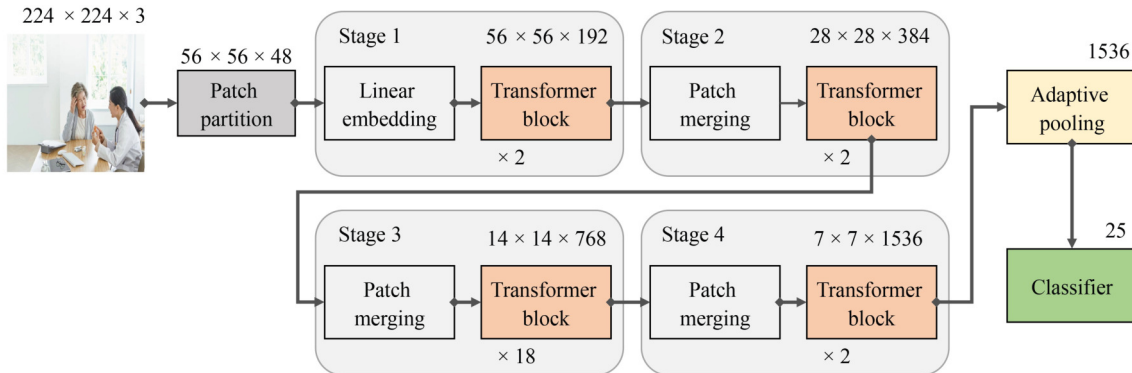 224 × 224 × 3
56 × 56 × 48
Patch
partition
Stage 1
56 × 56 × 192
Linear
embedding
Transformer
block
× 2
Stage 2
28 × 28 × 384
Patch
merging
Transformer
block
× 2
Stage 3
14 × 14 × 768
Patch
merging
Transformer
block
× 18
Stage 4
7 × 7 × 1536
Patch
merging
Transformer
block
× 2
1536
Adaptive
pooling
25
Classifier